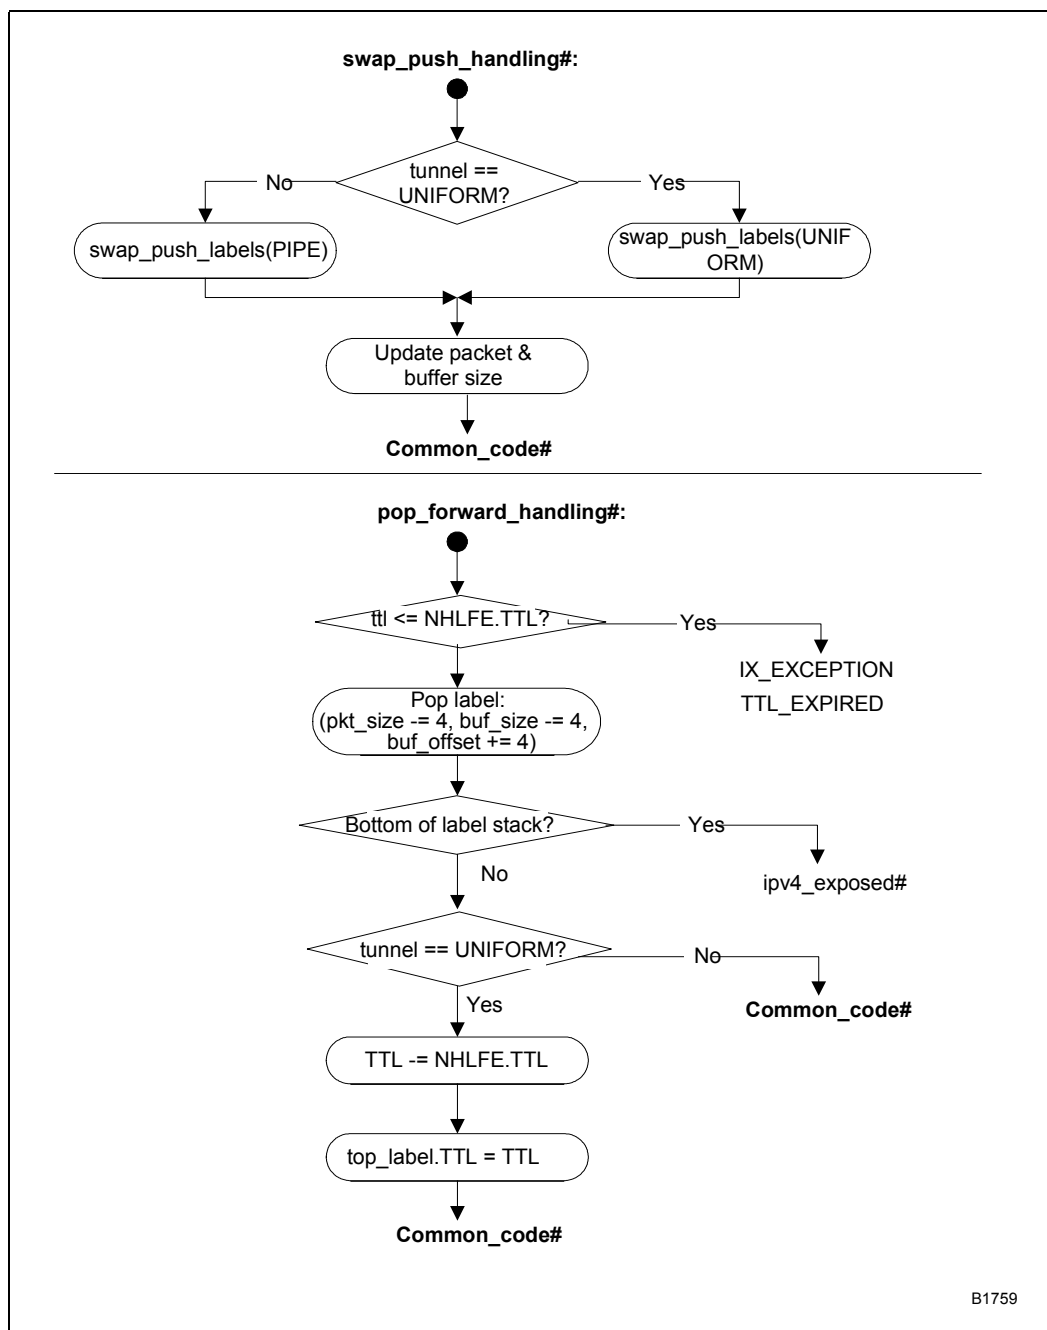 swap_push_handling#:
tunnel ==
UNIFORM?
No
Yes
swap_push_labels(PIPE)
swap_push_labels(UNIF
ORM)
Update packet &
buffer size
Common_code#
pop_forward_handling#:
ttl <= NHLFE.TTL?
Yes
IX_EXCEPTION
TTL_EXPIRED
Pop label:
(pkt_size -= 4, buf_size -= 4,
buf_offset += 4)
Bottom of label stack?
Yes
ipv4_exposed#
No
tunnel == UNIFORM?
No
Common_code#
Yes
TTL -= NHLFE.TTL
top_label.TTL = TTL
Common_code#
B1759